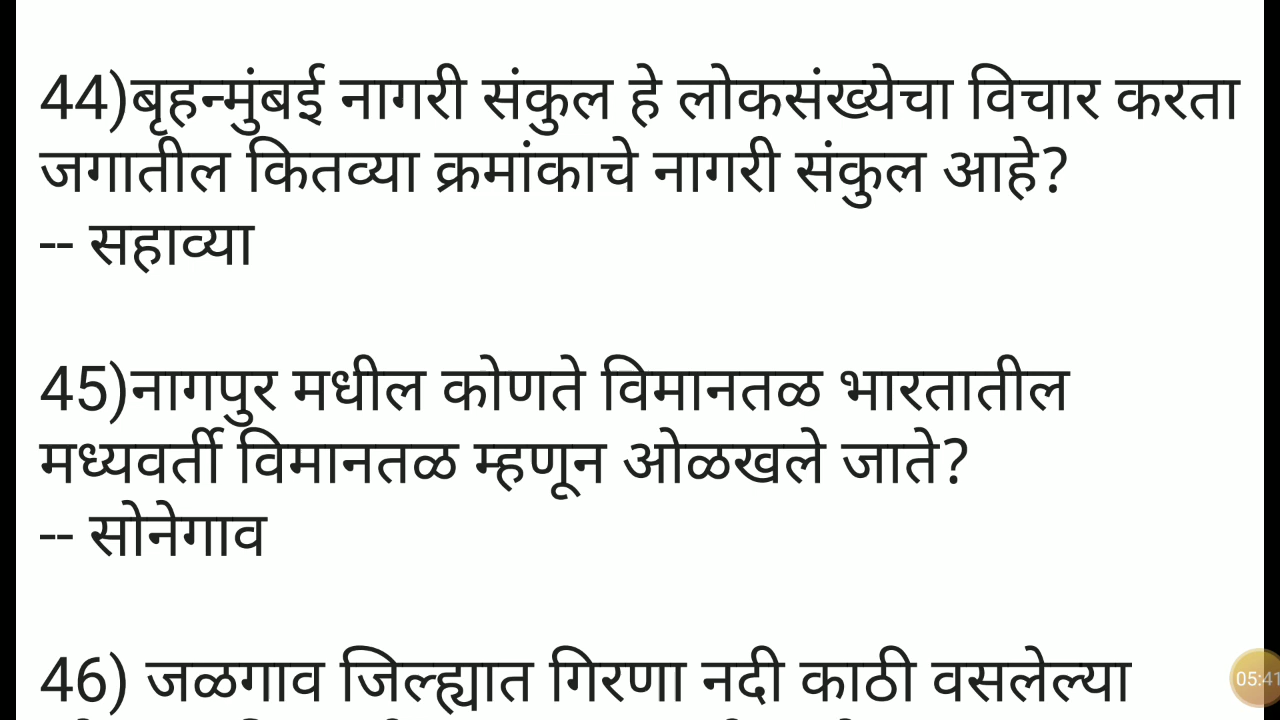 44)बृहन्मुंबई नागरी संकुल हे लोकसंख्येचा विचार करता
जगातील कितव्या क्रमांकाचे नागरी संकुल आहे?
-- सहाव्या
45)नागपुर मधील कोणते विमानतळ भारतातील
मध्यवर्ती विमानतळ म्हणून ओळखले जाते?
-- सोनेगाव
46) जळगाव जिल्ह्यात गिरणा नदी काठी वसलेल्या
05:41